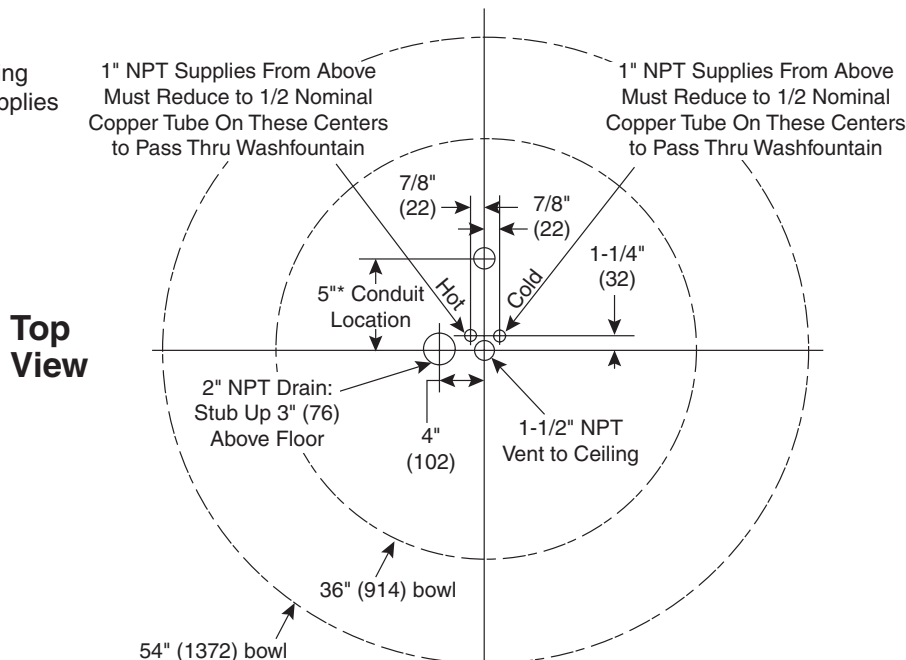 ing
pplies
1" NPT Supplies From Above
Must Reduce to 1/2 Nominal
Copper Tube On These Centers
to Pass Thru Washfountain
1" NPT Supplies From Above
Must Reduce to 1/2 Nominal
Copper Tube On These Centers
to Pass Thru Washfountain
7/8"
(22)
7/8"
(22)
1-1/4"
(32)
5"* Conduit
Location
Hot
Cold
Top
View
2" NPT Drain:
Stub Up 3" (76)
Above Floor
4"
(102)
1-1/2" NPT
Vent to Ceiling
36" (914) bowl
54" (1372) bowl